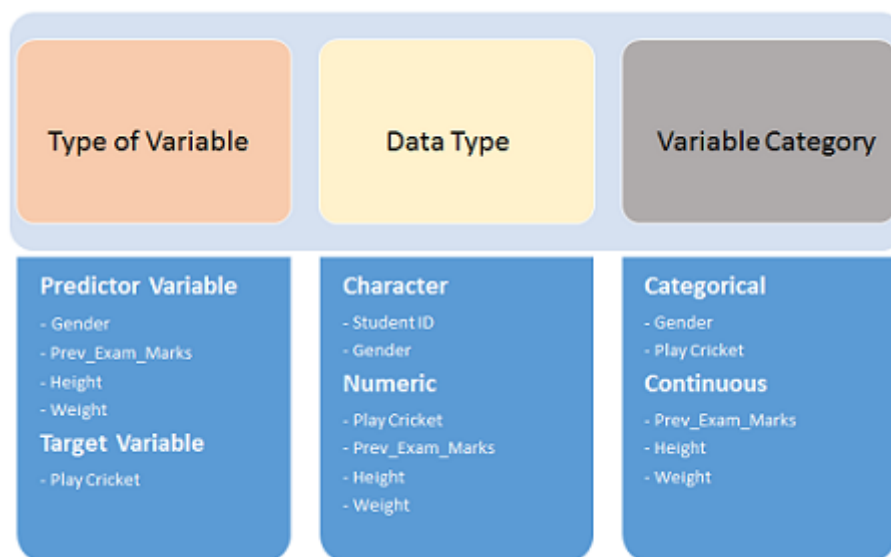 Type of Variable
Data Type
Variable Category
Predictor Variable
- Gender
- Prev_Exam_Marks
- Height
- Weight
Target Variable
- Play Cricket
Character
- Student ID
- Gender
Numeric
- Play Cricket
- Prev_Exam_Marks
- Height
- Weight
Categorical
- Gender
- Play Cricket
Continuous
- Prev_Exam_Marks
- Height
- Weight